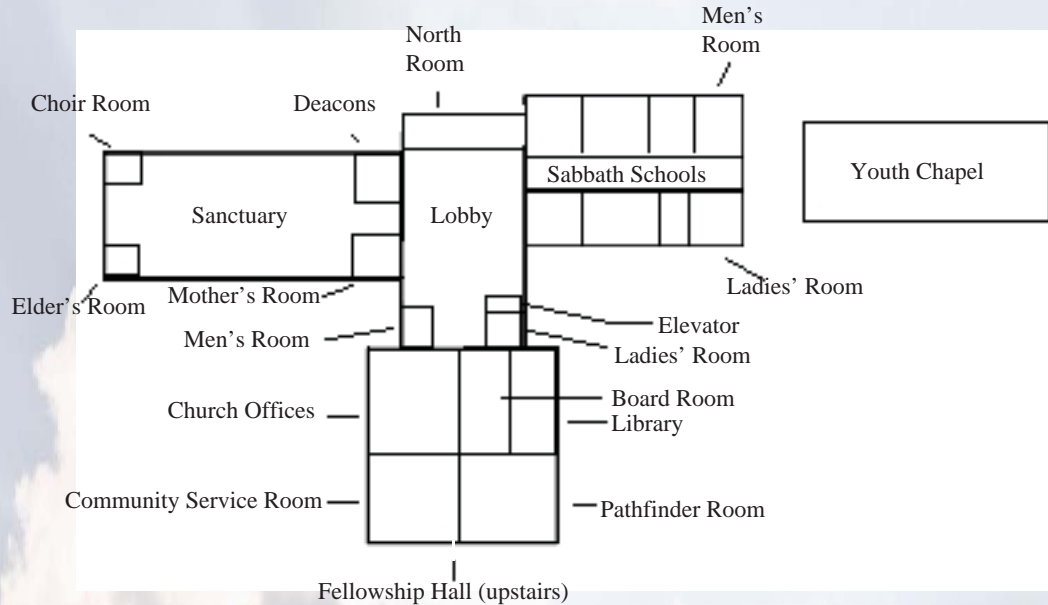 Men's
Room
North
Room
Choir Room
Deacons
Sabbath Schools
Youth Chapel
Sanctuary
Lobby
Ladies' Room
Mother's Room
Elder's Room
Elevator
Men's Room
Ladies' Room
Board Room
Church Offices
Library
Community Service Room
Pathfinder Room
Fellowship Hall (upstairs)